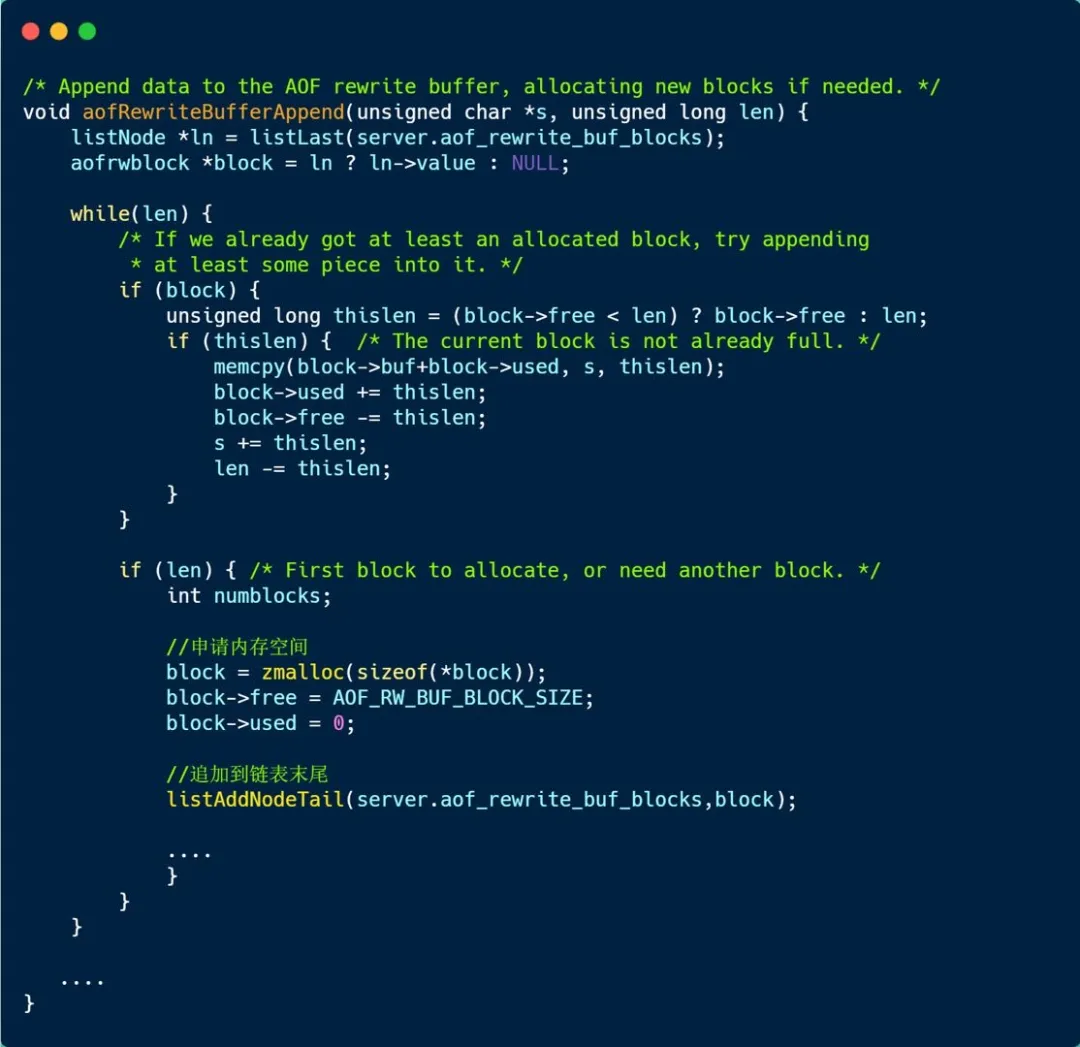 /* Append data to the AOF rewrite buffer, allocating new blocks if needed. */
void aofRewriteBufferAppend(unsigned char *s, unsigned long len) {
    listNode *ln = listLast(server.aof_rewrite_buf_blocks);
    aofrwblock *block = ln ? ln->value : NULL;

    while(len) {
        /* If we already got at least an allocated block, try appending
         * at least some piece into it. */
        if (block) {
            unsigned long thislen = (block->free < len) ? block->free : len;
            if (thislen) {  /* The current block is not already full. */
                memcpy(block->buf+block->used, s, thislen);
                block->used += thislen;
                block->free -= thislen;
                s += thislen;
                len -= thislen;
            }
        }

        if (len) { /* First block to allocate, or need another block. */
            int numblocks;

            //申请内存空间
            block = zmalloc(sizeof(*block));
            block->free = AOF_RW_BUF_BLOCK_SIZE;
            block->used = 0;

            //追加到链表末尾
            listAddNodeTail(server.aof_rewrite_buf_blocks,block);

            ....
            }
        }
    }

   ....
}